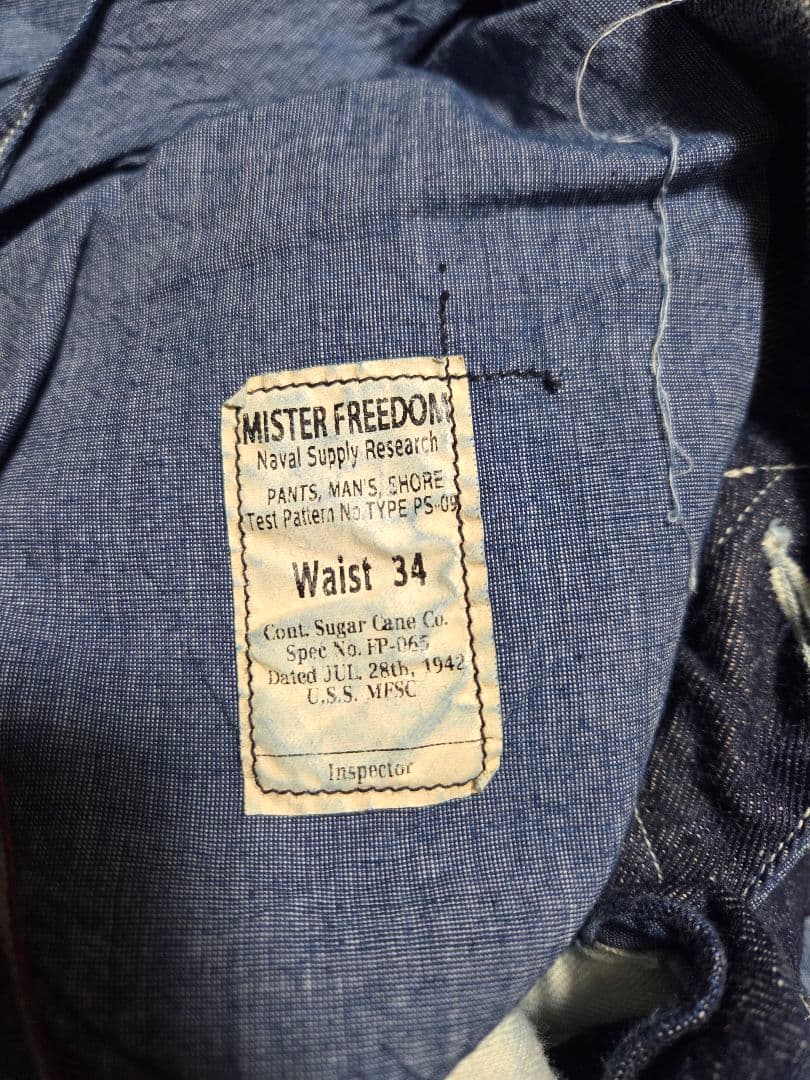 MISTER FREEDOM
Naval Supply Research
PANTS, MAN'S, SHORE
Test Pattern No. TYPE PS-09
Waist 34
Cont. Sugar Cane Co.
Spec No. FP-065
Dated JUL. 28th, 1942
U.S.S. MFSC
Inspector